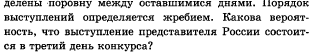 делены поровну между оставшимися днями. Порядок
выступлений определяется жребием. Какова вероят-
ность, что выступление представителя России состоит-
ся в третий день конкурса?